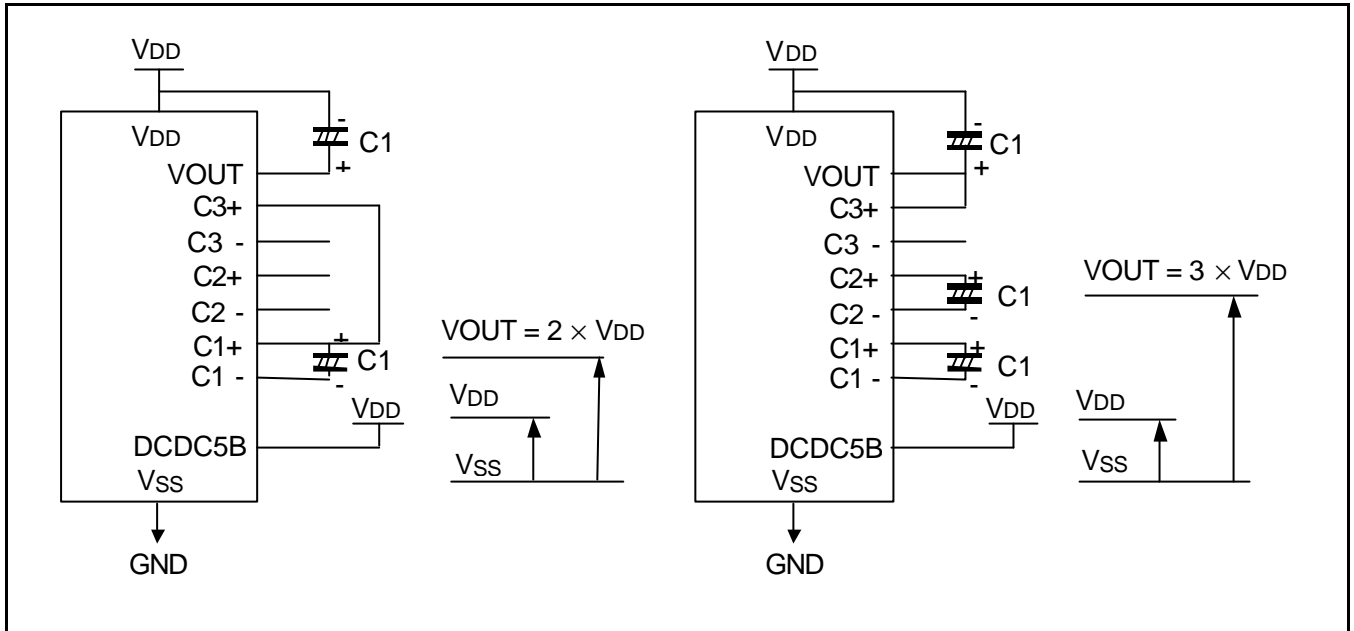 VDD
VDD
-
C1
+
VOUT
C3+
C3 -
C2+
C2 -
C1+
+
C1
C1 -
-
VDD
DCDC5B
VSS
GND
VOUT = 2 × VDD
VDD
VSS
VDD
VDD
-
C1
+
VOUT
C3+
C3 -
C2+
+
C1
C2 -
-
C1+
+
C1
C1 -
-
VDD
DCDC5B
VSS
GND
VOUT = 3 × VDD
VDD
VSS